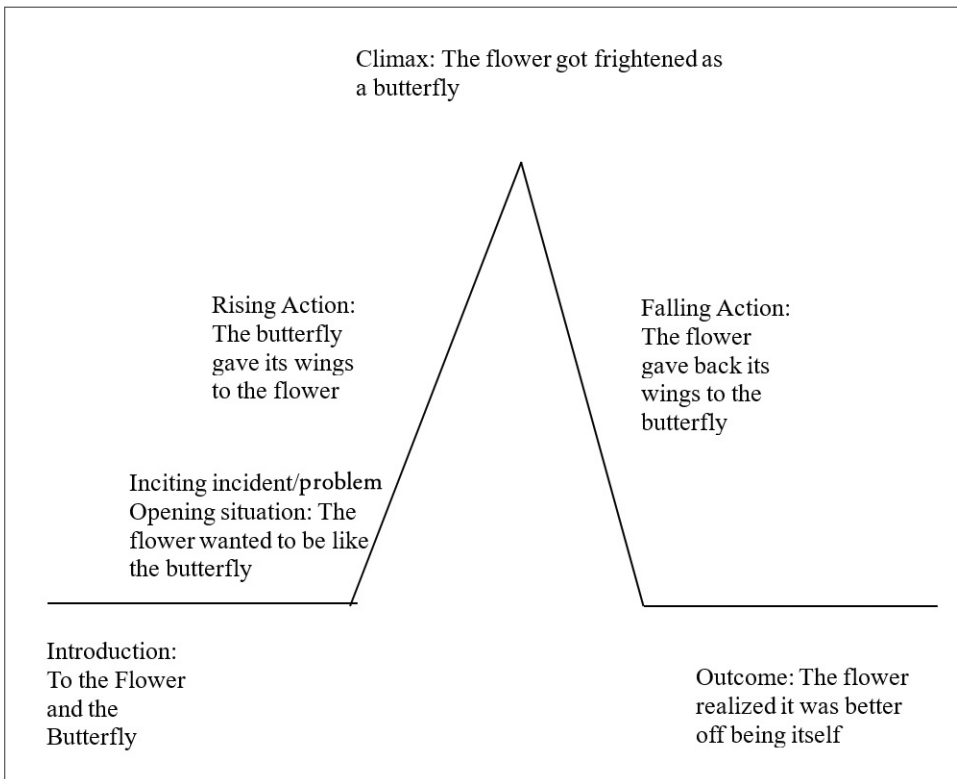 Climax: The flower got frightened as
a butterfly
Rising Action:
The butterfly
gave its wings
to the flower
Falling Action:
The flower
gave back its
wings to the
butterfly
Inciting incident/problem
Opening situation: The
flower wanted to be like
the butterfly
Introduction:
To the Flower
and the
Butterfly
Outcome: The flower
realized it was better
off being itself